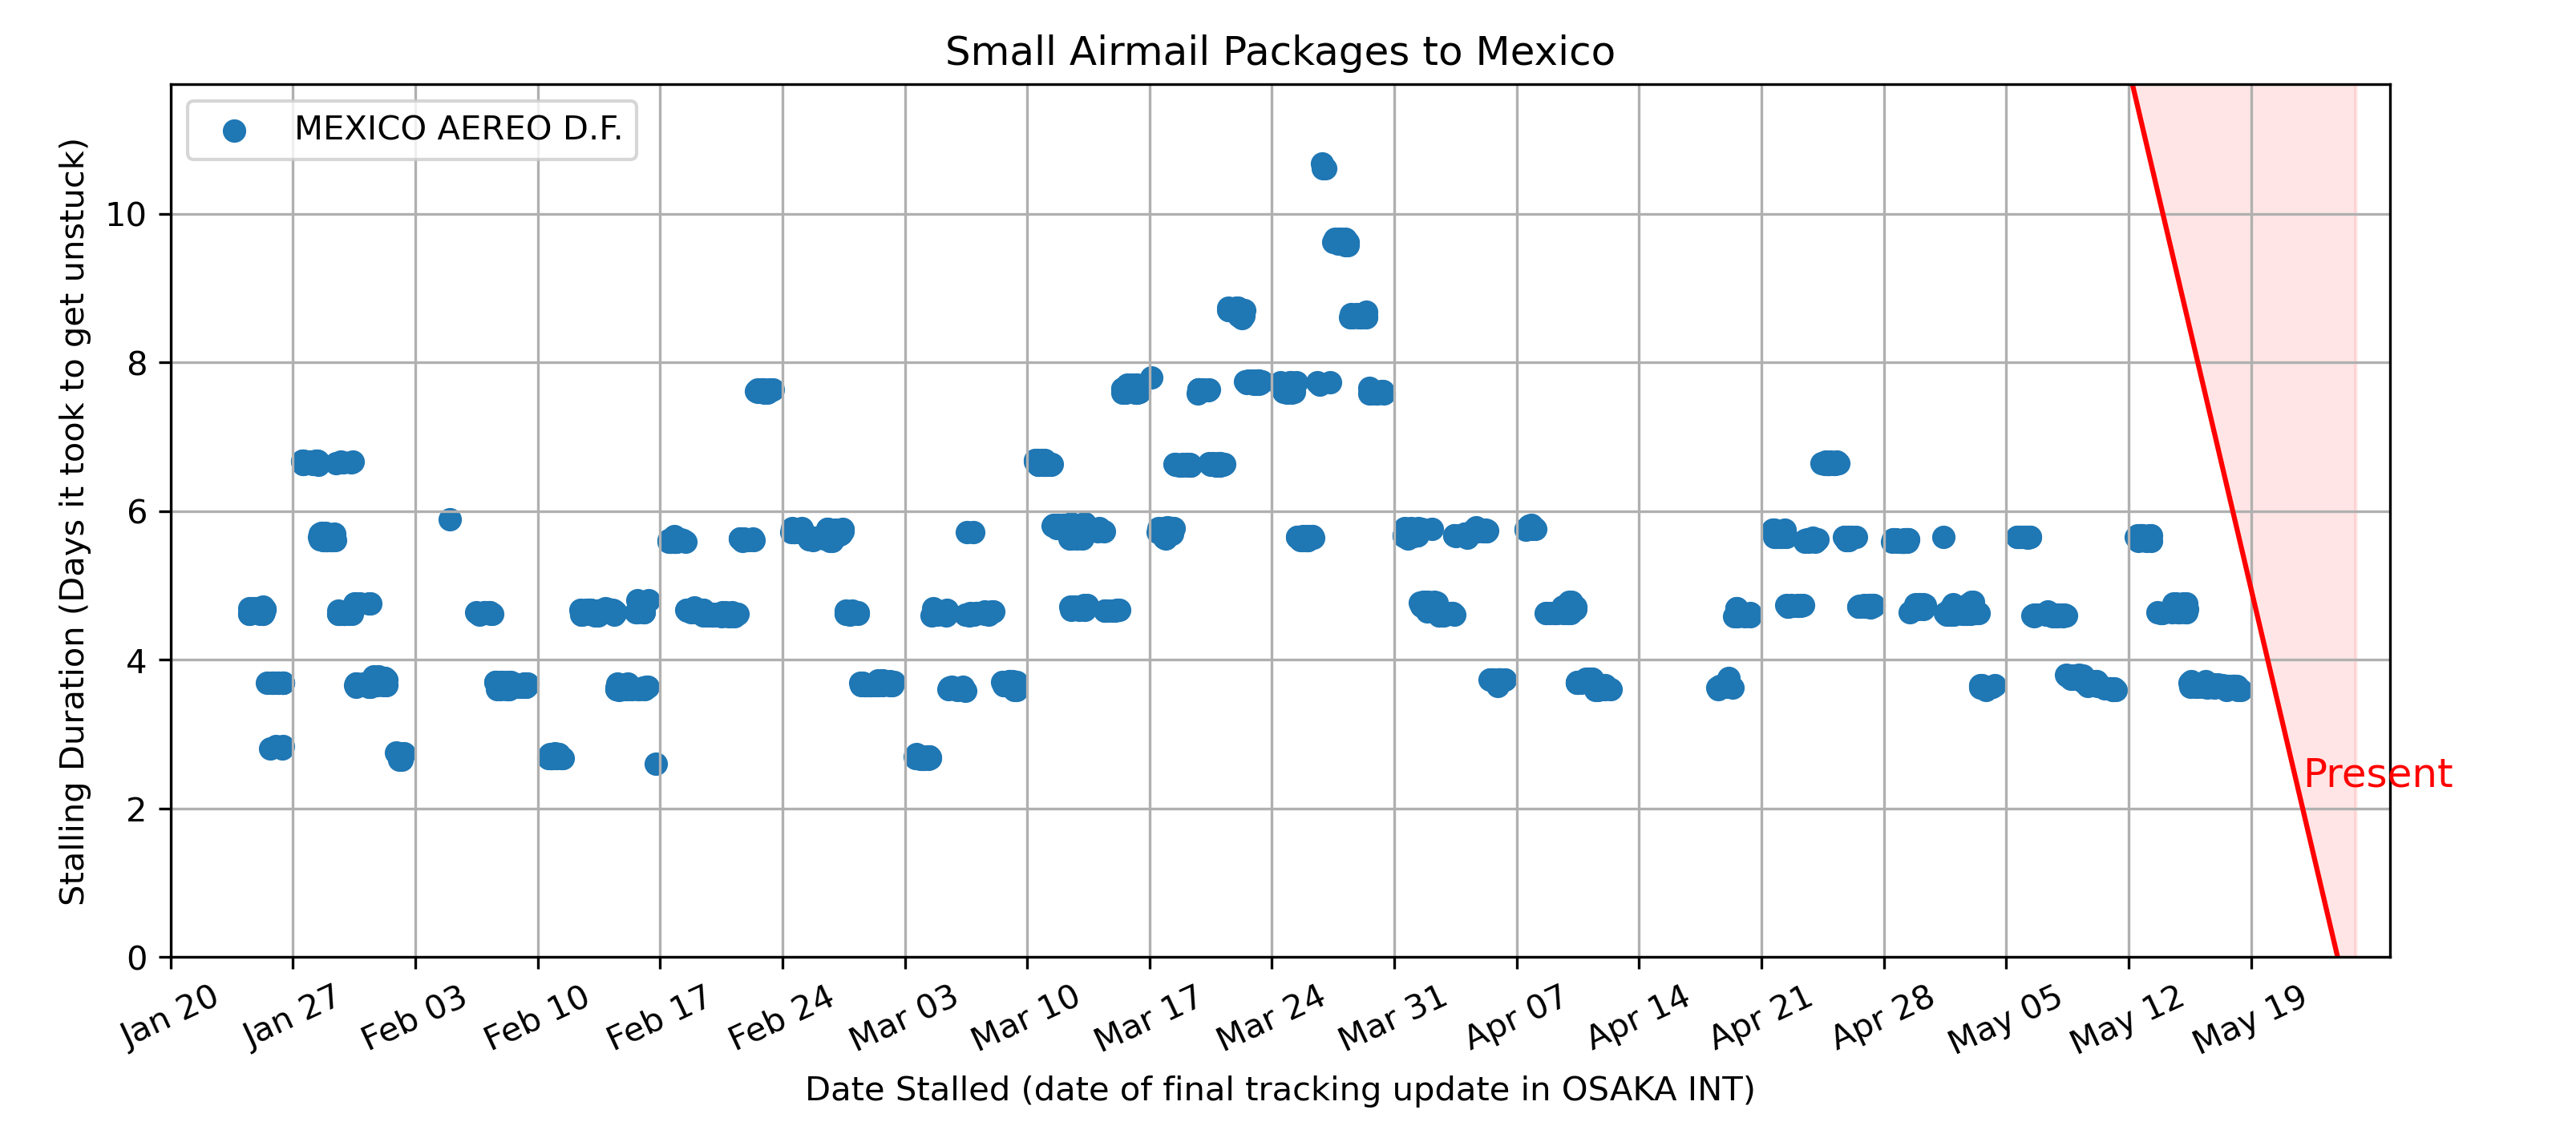 Small Airmail Packages to Mexico
MEXICO AEREO D.F.
Stalling Duration (Days it took to get unstuck)
10
8
6
4
2
0
Present
Jan 20
Jan 27
Feb 03
Feb 10
Feb 17
Feb 24
Mar 03
Mar 10
Mar 17
Mar 24
Mar 31
Apr 07
Apr 14
Apr 21
Apr 28
May 05
May 12
May 19
Date Stalled (date of final tracking update in OSAKA INT)